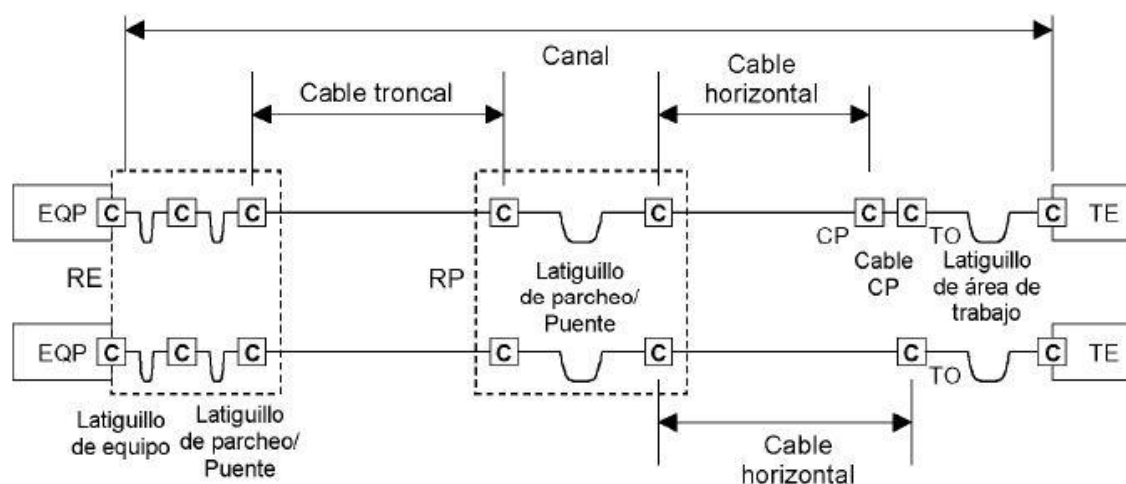 Canal
Cable troncal
Cable
horizontal
EQP C C C C C C C C TE
CP
TO
RE
RP
Latiguillo
de parcheo/
Puente
Cable
CP
Latiguillo
de área de
trabajo
EQP C C C C C C C TE
TO
Latiguillo
de equipo
Latiguillo
de parcheo/
Puente
Cable
horizontal